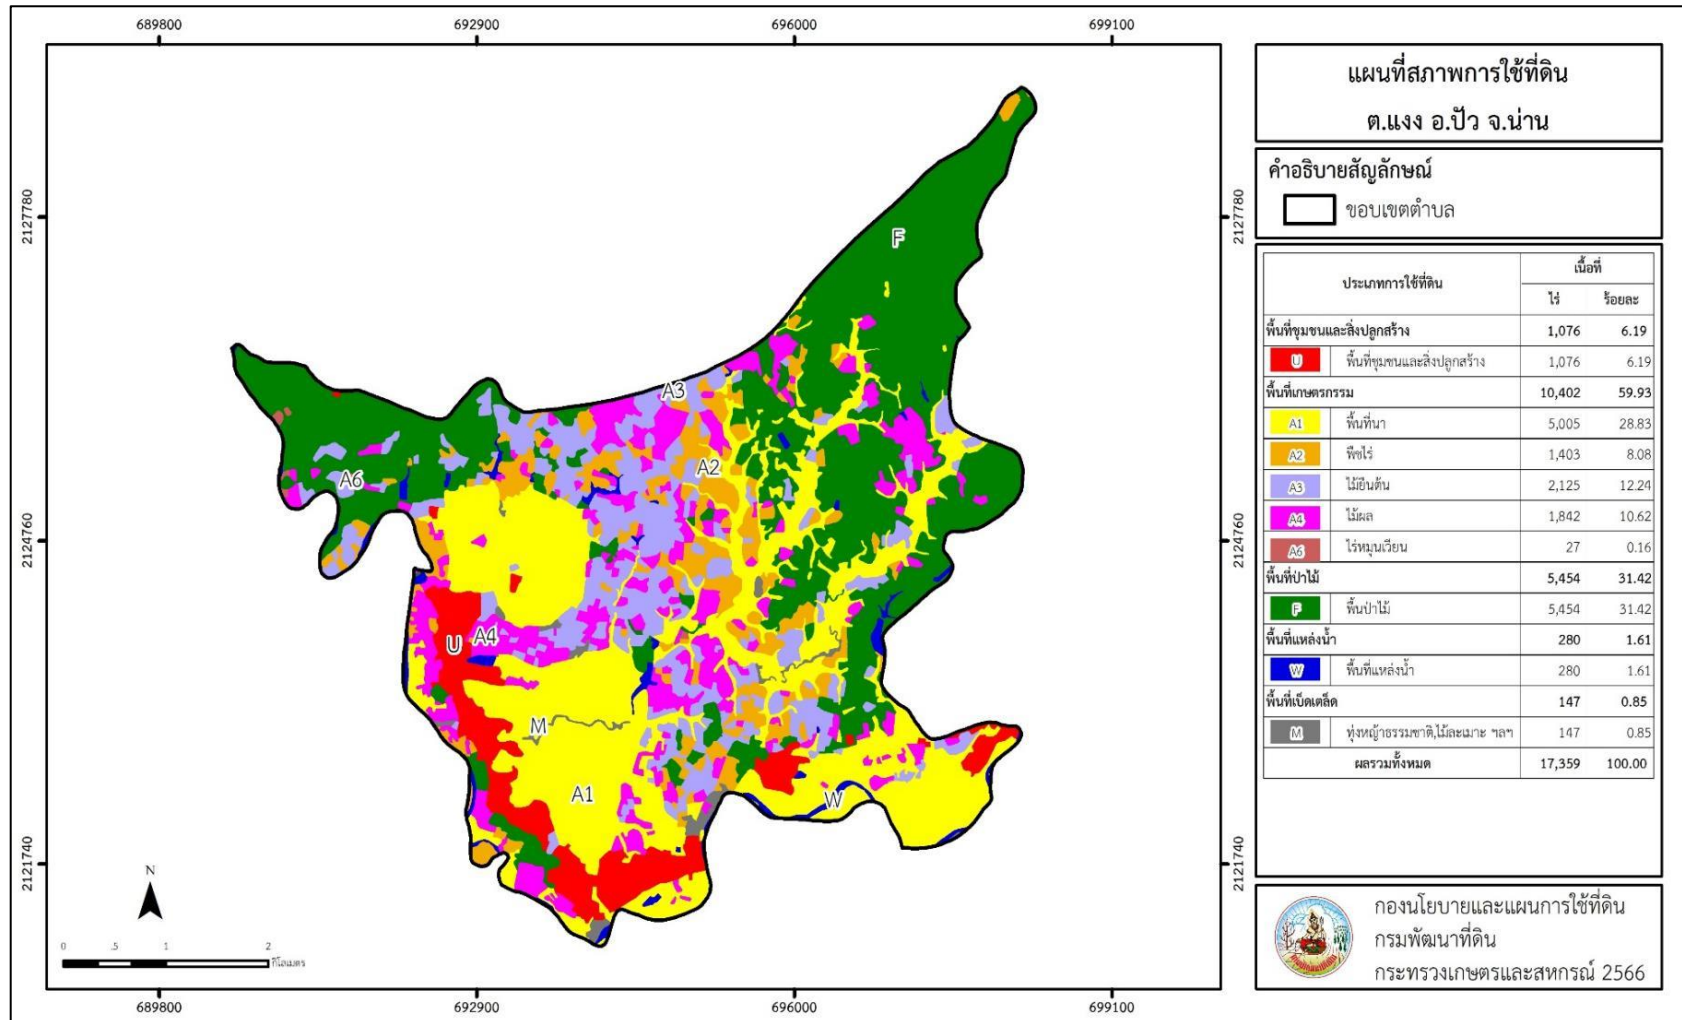 689800 692900 696000 699100
2127780 2127780
2124760 2124760
2121740 2121740
F
A3
A2
A6
U A4
M
A1
W
N
0 .5 1 2
กิโลเมตร
689800 692900 696000 699100
แผนที่สภาพการใช้ที่ดิน
ต.แงง อ.ปัว จ.น่าน
คำอธิบายสัญลักษณ์
ขอบเขตตำบล
ประเภทการใช้ที่ดิน เนื้อที่
ไร่ ร้อยละ
พื้นที่ชุมชนและสิ่งปลูกสร้าง 1,076 6.19
U พื้นที่ชุมชนและสิ่งปลูกสร้าง 1,076 6.19
พื้นที่เกษตรกรรม 10,402 59.93
A1 พื้นที่นา 5,005 28.83
A2 พืชไร่ 1,403 8.08
A3 ไม้ยืนต้น 2,125 12.24
A4 ไม้ผล 1,842 10.62
A6 ไร่หมุนเวียน 27 0.16
พื้นที่ป่าไม้ 5,454 31.42
F พื้นป่าไม้ 5,454 31.42
พื้นที่แหล่งน้ำ 280 1.61
W พื้นที่แหล่งน้ำ 280 1.61
พื้นที่เบ็ดเตล็ด 147 0.85
M ทุ่งหญ้าธรรมชาติ,ไม้ละเมาะ ฯลฯ 147 0.85
ผลรวมทั้งหมด 17,359 100.00
กองนโยบายและแผนการใช้ที่ดิน
กรมพัฒนาที่ดิน
กระทรวงเกษตรและสหกรณ์ 2566